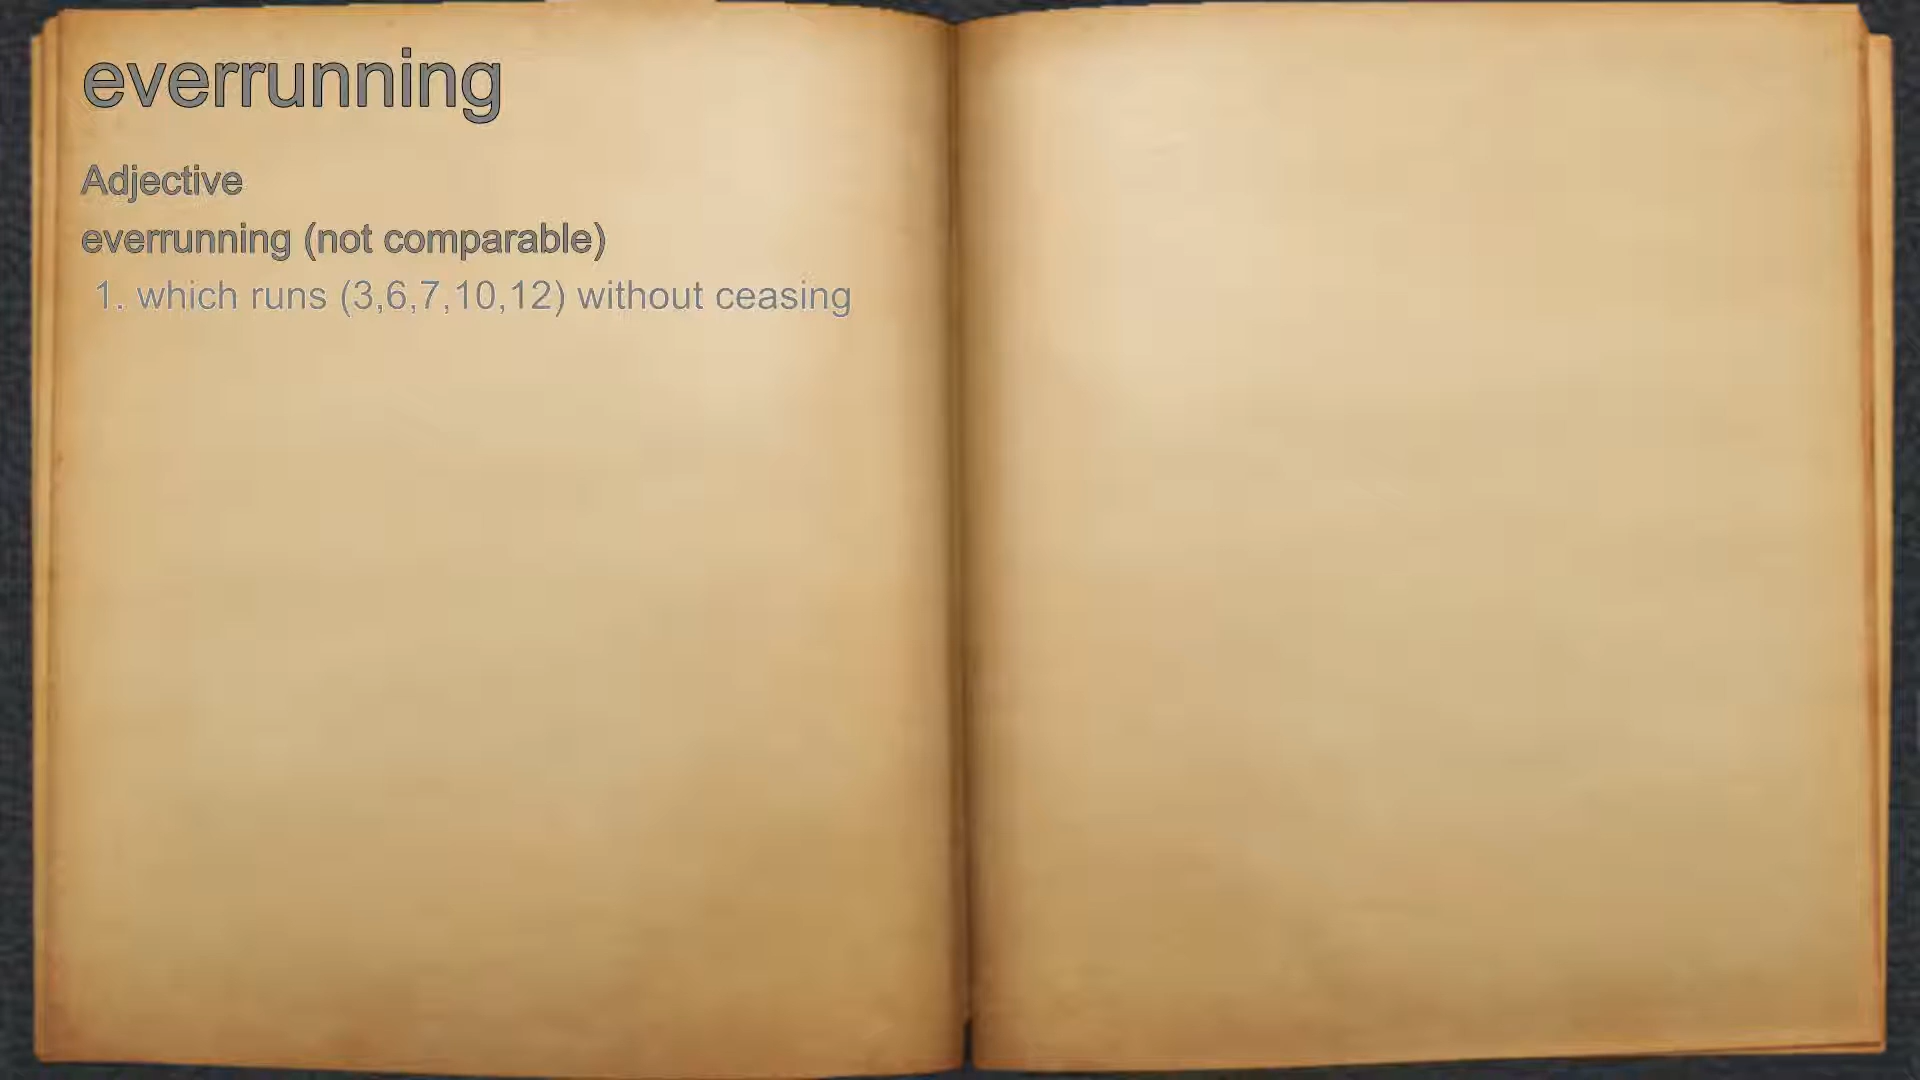 everrunning
Adjective
everrunning (not comparable)
1. which runs (3,6,7,10,12) without ceasing